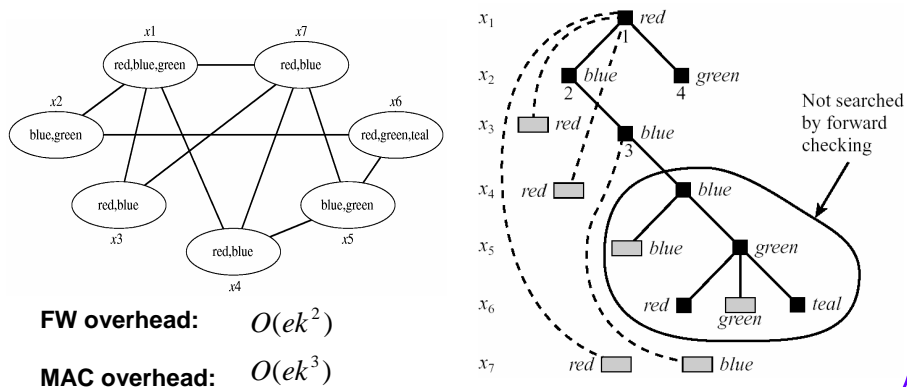 x1
x7
red,blue,green
red,blue
x2
x6
blue,green
red,green,teal
red,blue
blue,green
x3
x5
red,blue
x4
FW overhead: O(ek²)
MAC overhead: O(ek³)
x₁ red
1
x₂ blue green
2 4
Not searched
by forward
checking
x₃ red blue
3
x₄ red blue
x₅ blue green
x₆ red green teal
x₇ red blue